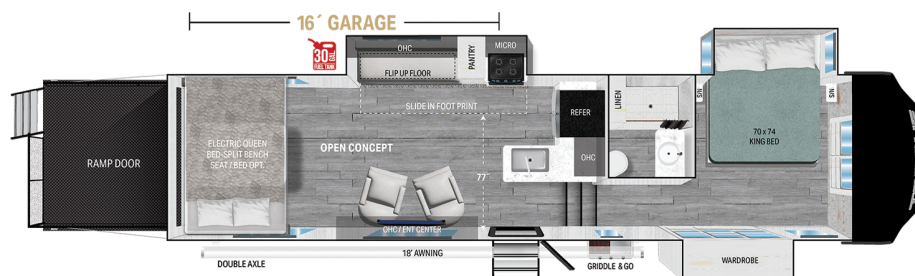 16´ GARAGE
30
GAL
FUEL TANK
OHC
FLIP UP FLOOR
PANTRY
MICRO
SLIDE IN FOOT PRINT
REFER
OHC
LINEN
N/S
N/S
70 x 74
KING BED
RAMP DOOR
ELECTRIC QUEEN
BED-SPLIT BENCH
SEAT / BED OPT.
OPEN CONCEPT
77¨
OHC / ENT CENTER
DOUBLE AXLE
18' AWNING
GRIDDLE & GO
WARDROBE